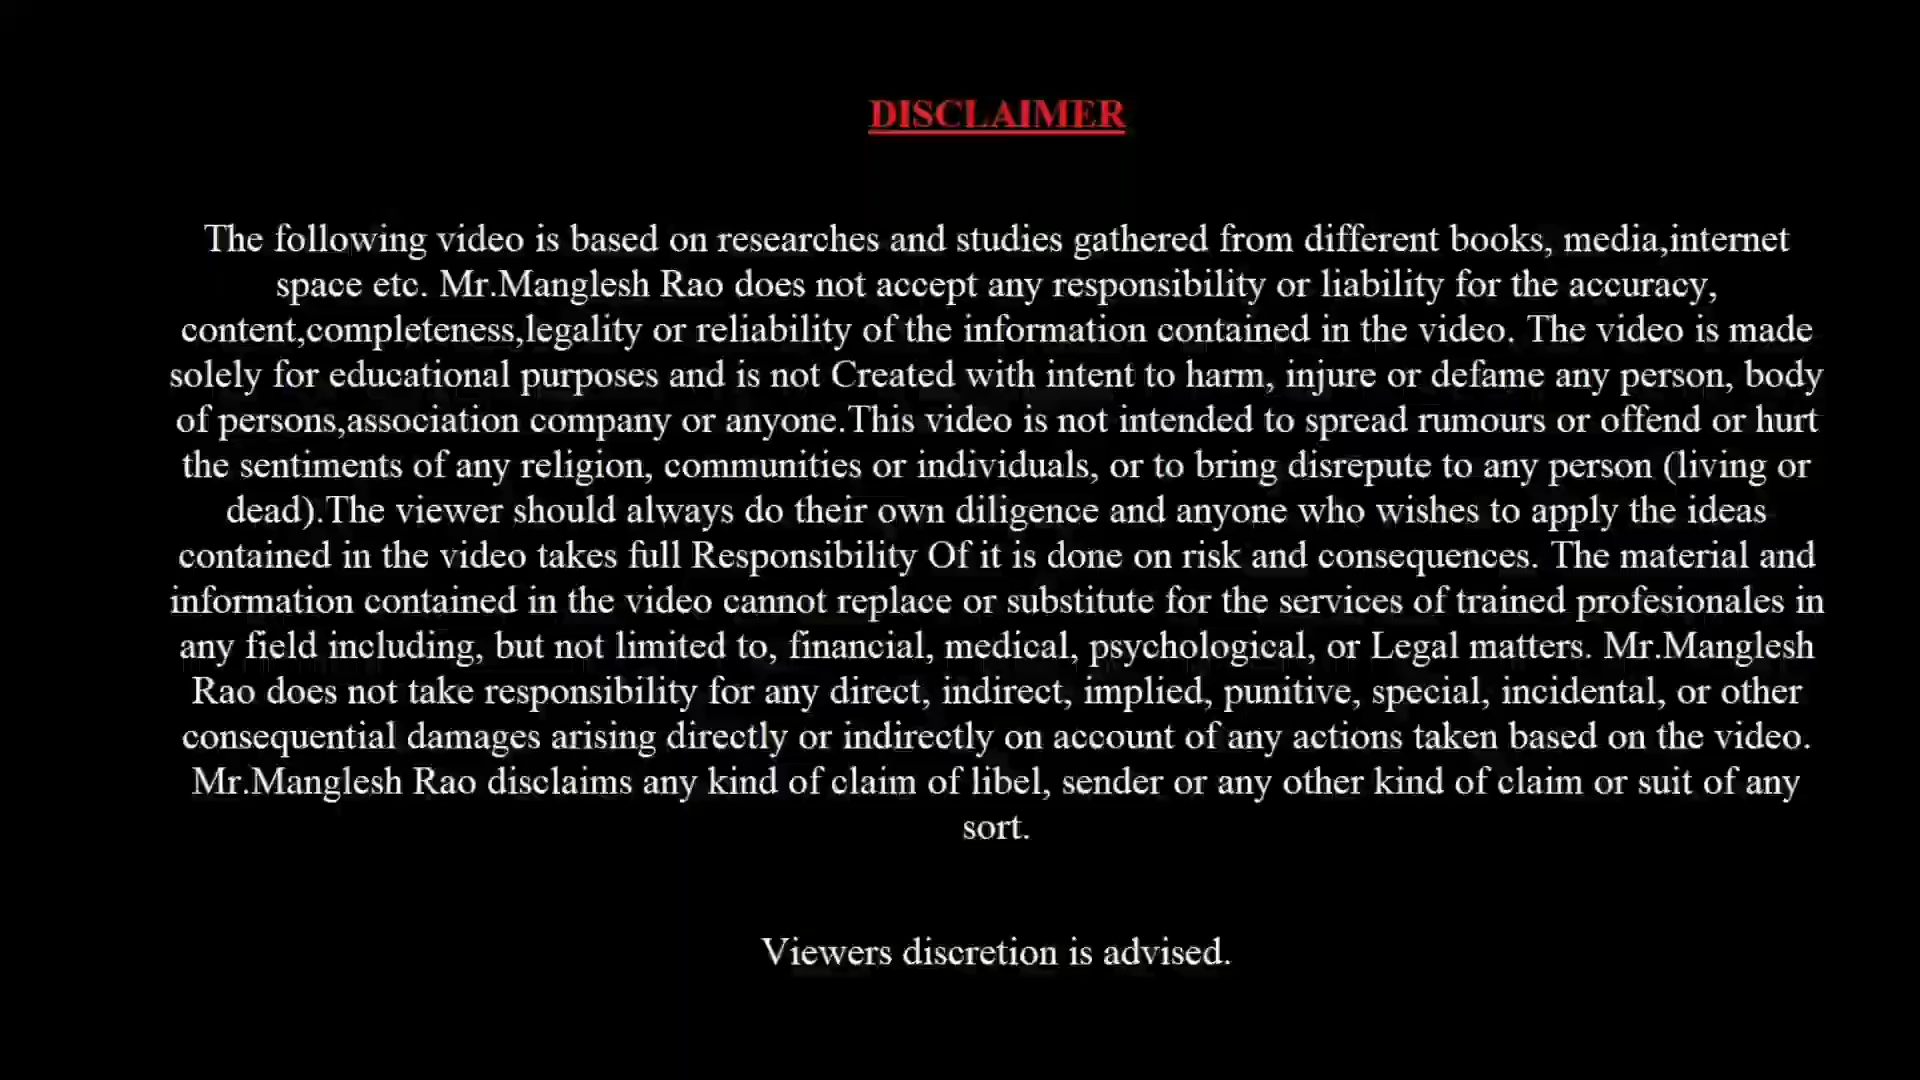 DISCLAIMER
The following video is based on researches and studies gathered from different books, media,internet
space etc. Mr.Manglesh Rao does not accept any responsibility or liability for the accuracy,
content,completeness,legality or reliability of the information contained in the video. The video is made
solely for educational purposes and is not Created with intent to harm, injure or defame any person, body
of persons,association company or anyone.This video is not intended to spread rumours or offend or hurt
the sentiments of any religion, communities or individuals, or to bring disrepute to any person (living or
dead).The viewer should always do their own diligence and anyone who wishes to apply the ideas
contained in the video takes full Responsibility Of it is done on risk and consequences. The material and
information contained in the video cannot replace or substitute for the services of trained profesionales in
any field including, but not limited to, financial, medical, psychological, or Legal matters. Mr.Manglesh
Rao does not take responsibility for any direct, indirect, implied, punitive, special, incidental, or other
consequential damages arising directly or indirectly on account of any actions taken based on the video.
Mr.Manglesh Rao disclaims any kind of claim of libel, sender or any other kind of claim or suit of any
sort.
Viewers discretion is advised.